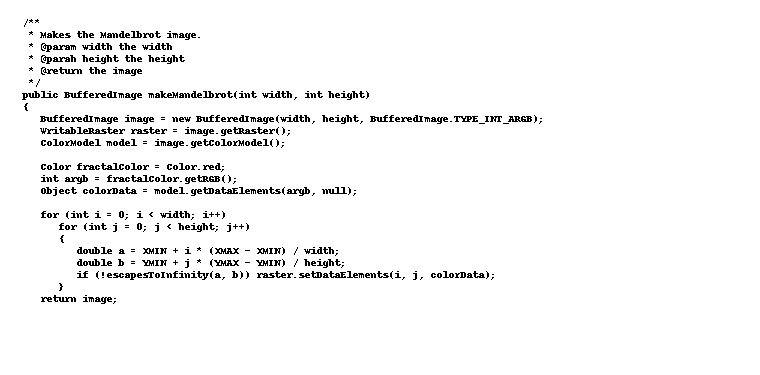 /**
 * Makes the Mandelbrot image.
 * @param width the width
 * @parah height the height
 * @return the image
 */
public BufferedImage makeMandelbrot(int width, int height)
{
   BufferedImage image = new BufferedImage(width, height, BufferedImage.TYPE_INT_ARGB);
   WritableRaster raster = image.getRaster();
   ColorModel model = image.getColorModel();

   Color fractalColor = Color.red;
   int argb = fractalColor.getRGB();
   Object colorData = model.getDataElements(argb, null);

   for (int i = 0; i < width; i++)
      for (int j = 0; j < height; j++)
      {
         double a = XMIN + i * (XMAX - XMIN) / width;
         double b = YMIN + j * (YMAX - YMIN) / height;
         if (!escapesToInfinity(a, b)) raster.setDataElements(i, j, colorData);
      }
   return image;